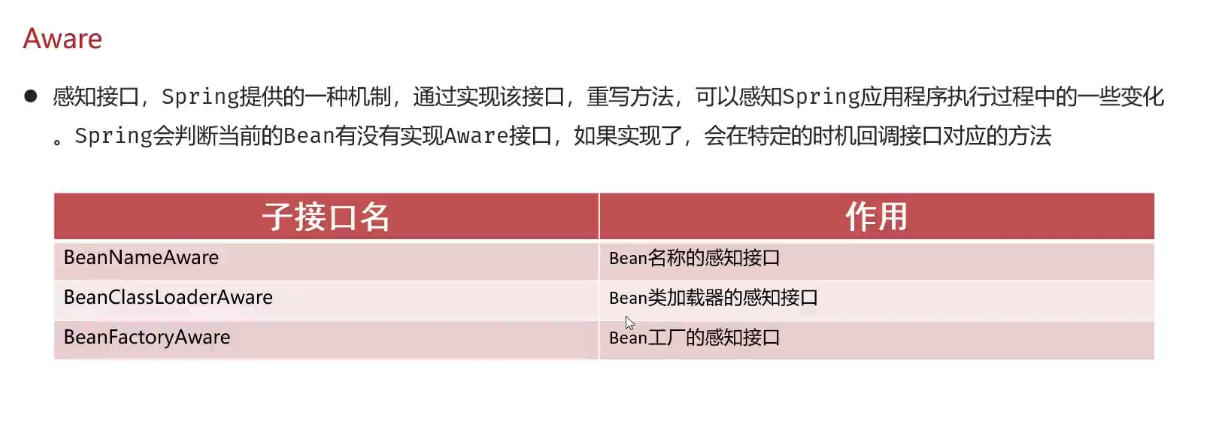 Aware
● 感知接口，Spring提供的一种机制，通过实现该接口，重写方法，可以感知Spring应用程序执行过程中的一些变化
。Spring会判断当前的Bean有没有实现Aware接口，如果实现了，会在特定的时机回调接口对应的方法
子接口名 作用
BeanNameAware Bean名称的感知接口
BeanClassLoaderAware Bean类加载器的感知接口
BeanFactoryAware Bean工厂的感知接口